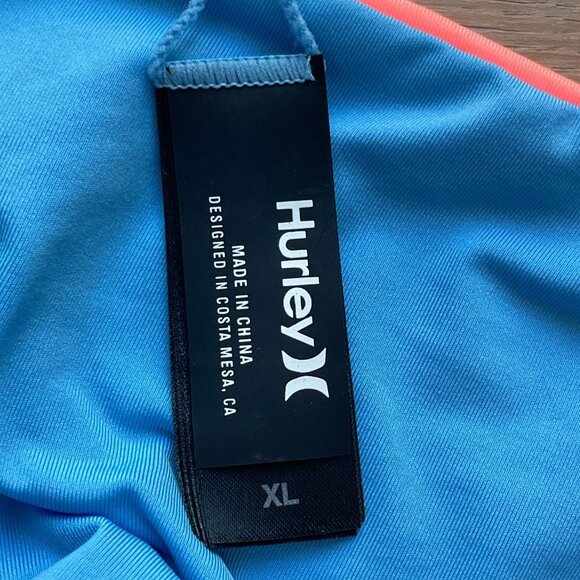 Hurley
MADE IN CHINA
DESIGNED IN COSTA MESA, CA
XL